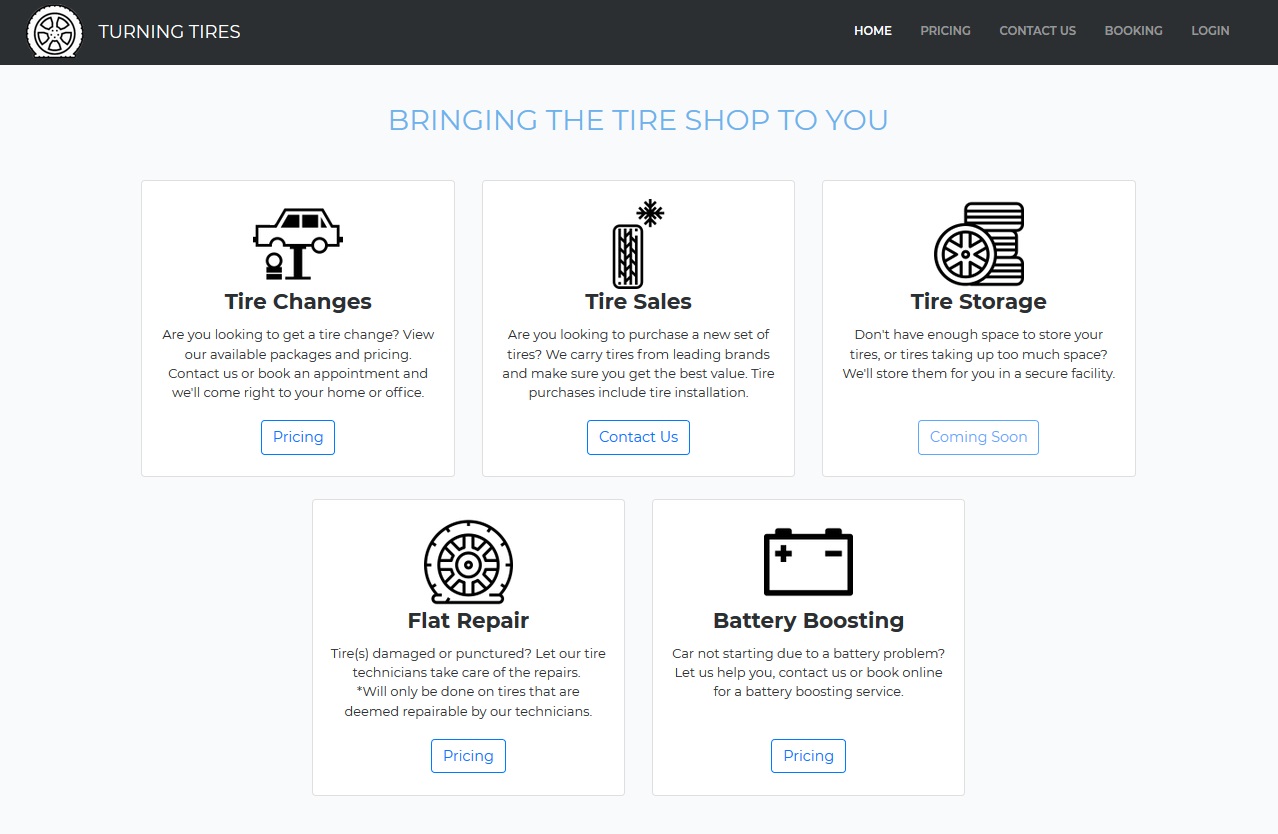 TURNING TIRES
HOME PRICING CONTACT US BOOKING LOGIN
BRINGING THE TIRE SHOP TO YOU
Tire Changes
Are you looking to get a tire change? View
our available packages and pricing.
Contact us or book an appointment and
we'll come right to your home or office.
Pricing
Tire Sales
Are you looking to purchase a new set of
tires? We carry tires from leading brands
and make sure you get the best value. Tire
purchases include tire installation.
Contact Us
Tire Storage
Don't have enough space to store your
tires, or tires taking up too much space?
We'll store them for you in a secure facility.
Coming Soon
Flat Repair
Tire(s) damaged or punctured? Let our tire
technicians take care of the repairs.
*Will only be done on tires that are
deemed repairable by our technicians.
Pricing
Battery Boosting
Car not starting due to a battery problem?
Let us help you, contact us or book online
for a battery boosting service.
Pricing